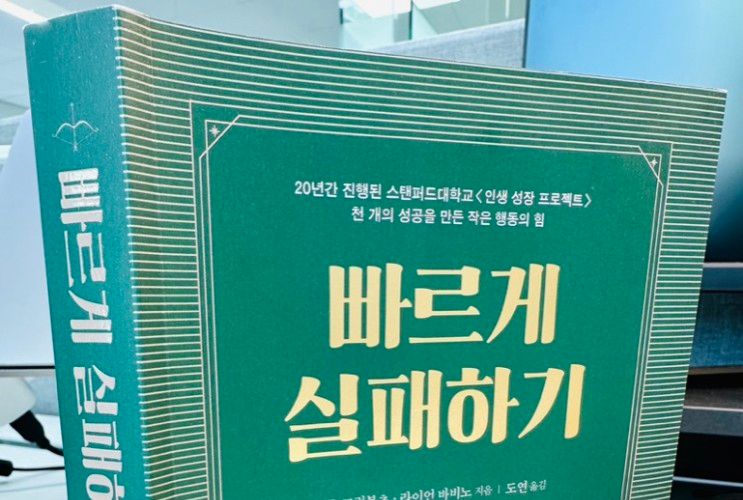 20년간 진행된 스탠퍼드대학교〈인생 성장 프로젝트〉
천 개의 성공을 만든 작은 행동의 힘
빠르게
실패하기
라이언 바비노 지음 | 도연 옮김
빠르게 실패하